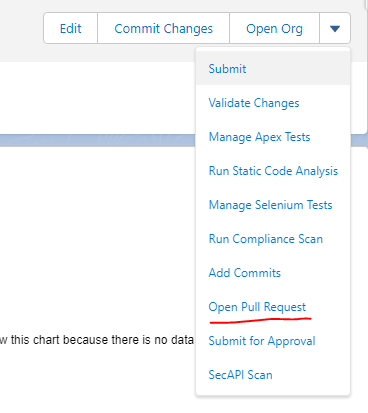 Edit
Commit Changes
Open Org
Submit
Validate Changes
Manage Apex Tests
Run Static Code Analysis
Manage Selenium Tests
Run Compliance Scan
Add Commits
Open Pull Request
w this chart because there is no data
Submit for Approval
SecAPI Scan